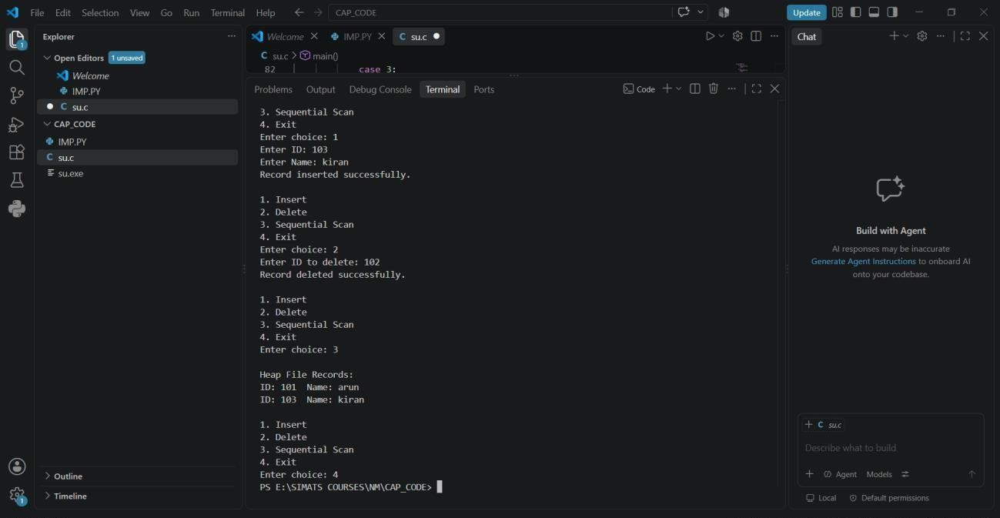 File Edit Selection View Go Run Terminal Help
CAP_CODE
Update
Explorer
Open Editors 1 unsaved
Welcome
IMP.PY
C su.c
CAP_CODE
IMP.PY
C su.c
su.exe
Outline
Timeline
1
1
Welcome
IMP.PY
C su.c
C su.c > main()
82 case 3:
Problems Output Debug Console Terminal Ports
Code
3. Sequential Scan
4. Exit
Enter choice: 1
Enter ID: 103
Enter Name: kiran
Record inserted successfully.
1. Insert
2. Delete
3. Sequential Scan
4. Exit
Enter choice: 2
Enter ID to delete: 102
Record deleted successfully.
1. Insert
2. Delete
3. Sequential Scan
4. Exit
Enter choice: 3
Heap File Records:
ID: 101  Name: arun
ID: 103  Name: kiran
1. Insert
2. Delete
3. Sequential Scan
4. Exit
Enter choice: 4
PS E:\SIMATS COURSES\NM\CAP_CODE>
Chat
Build with Agent
AI responses may be inaccurate
Generate Agent Instructions to onboard AI
onto your codebase.
C su.c
Describe what to build
Agent Models
Local Default permissions